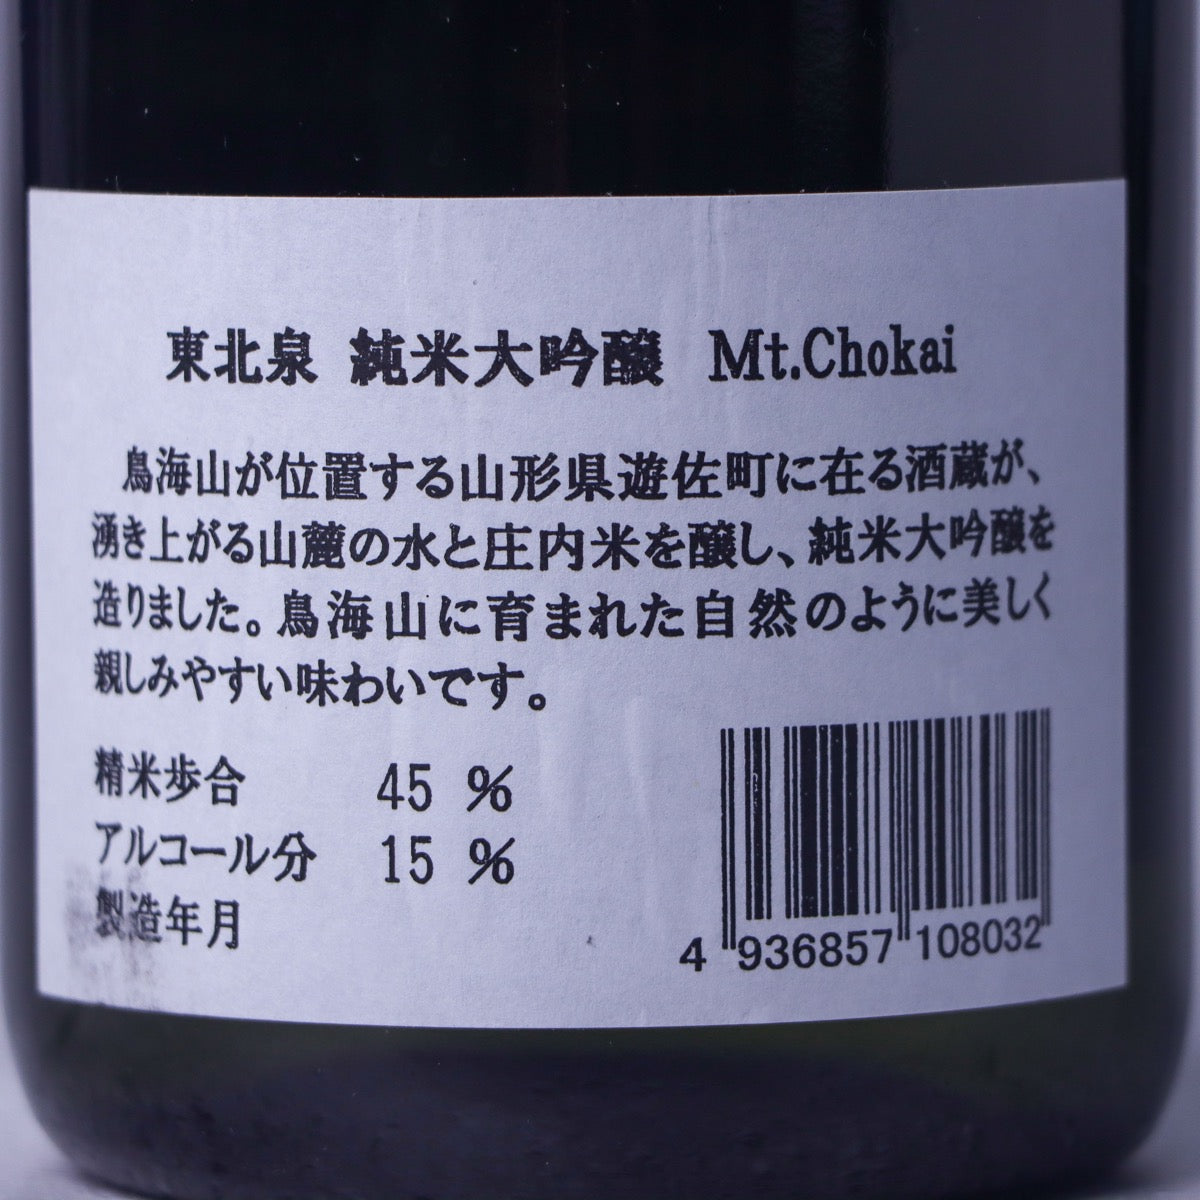 東北泉 純米大吟醸 Mt.Chokai
鳥海山が位置する山形県遊佐町に在る酒蔵が、
湧き上がる山麓の水と庄内米を醸し、純米大吟醸を
造りました。鳥海山に育まれた自然のように美しく
親しみやすい味わいです。
精米歩合 45 %
アルコール分 15 %
製造年月
4 936857 108032